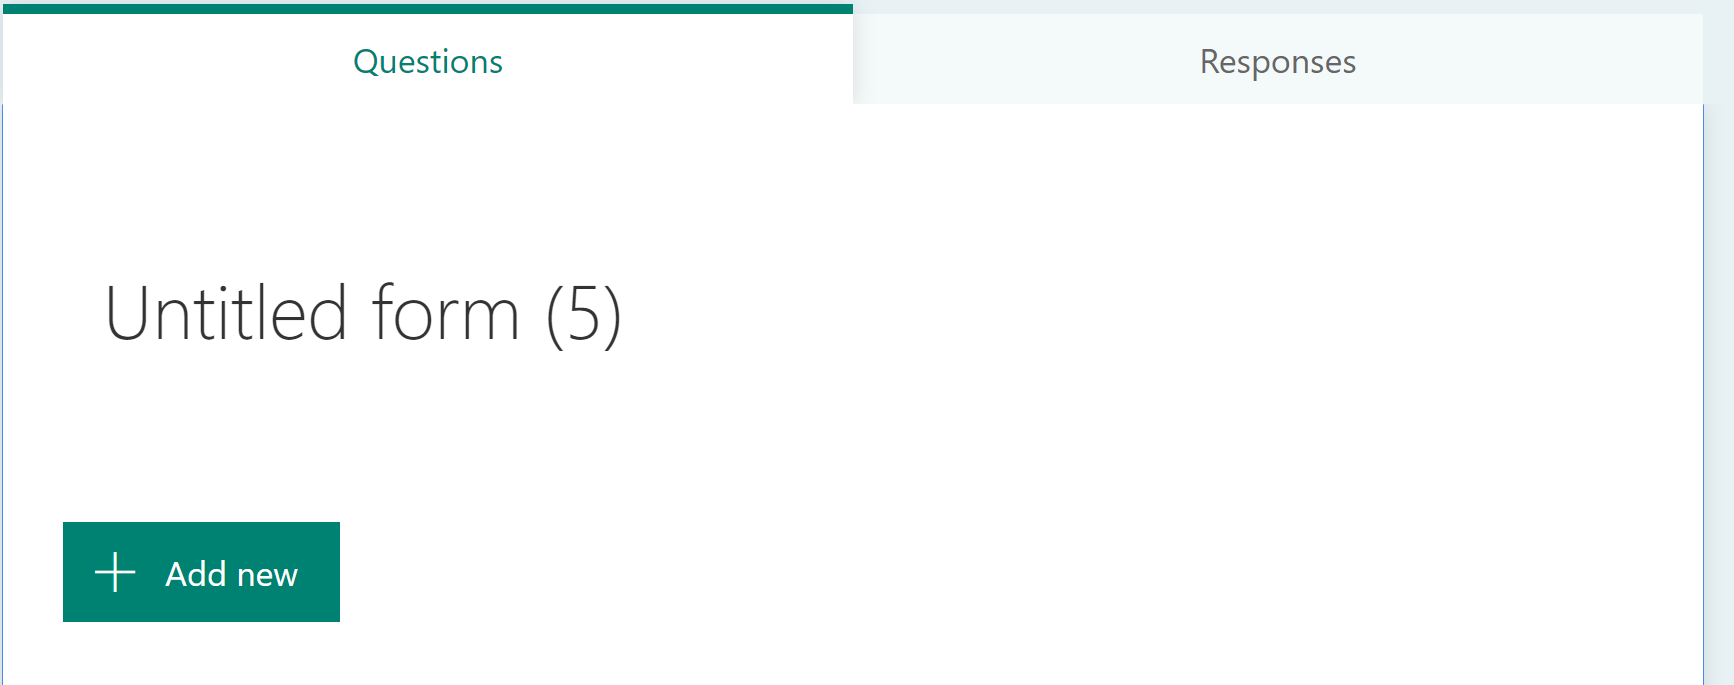 Questions
Responses
Untitled form (5)
Add new